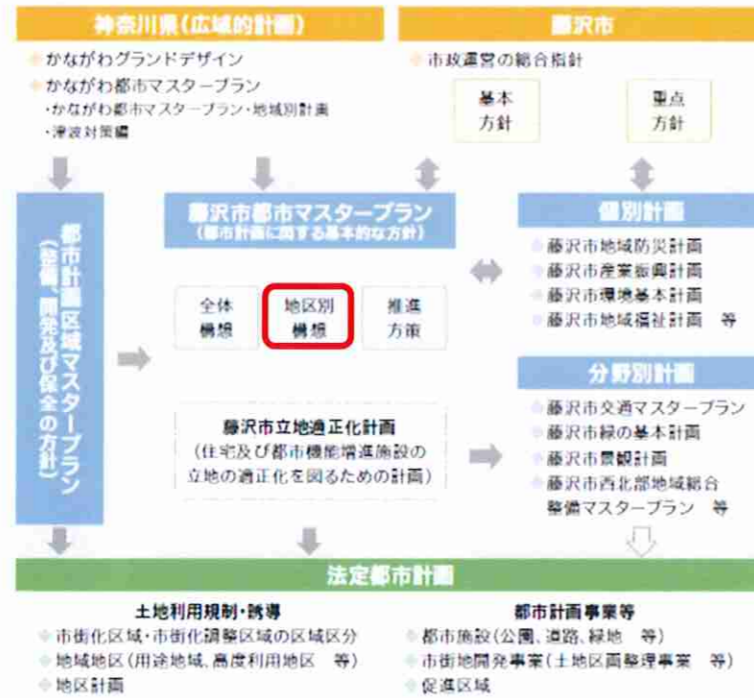 神奈川県(広域的計画)
かながわグランドデザイン
かながわ都市マスタープラン
・かながわ都市マスタープラン・地域別計画
・津波対策編
藤沢市
市政運営の総合指針
基本
方針
重点
方針
都市計画区域マスタープラン
(整備、開発及び保全の方針)
藤沢市都市マスタープラン
(都市計画に関する基本的な方針)
全体
構想
地区別
構想
推進
方策
藤沢市立地適正化計画
(住宅及び都市機能増進施設の
立地の適正化を図るための計画)
個別計画
藤沢市地域防災計画
藤沢市産業振興計画
藤沢市環境基本計画
藤沢市地域福祉計画 等
分野別計画
藤沢市交通マスタープラン
藤沢市緑の基本計画
藤沢市景観計画
藤沢市西北部地域総合
整備マスタープラン 等
法定都市計画
土地利用規制・誘導
市街化区域・市街化調整区域の区域区分
地域地区(用途地域、高度利用地区 等)
地区計画
都市計画事業等
都市施設(公園、道路、緑地 等)
市街地開発事業(土地区画整理事業 等)
促進区域